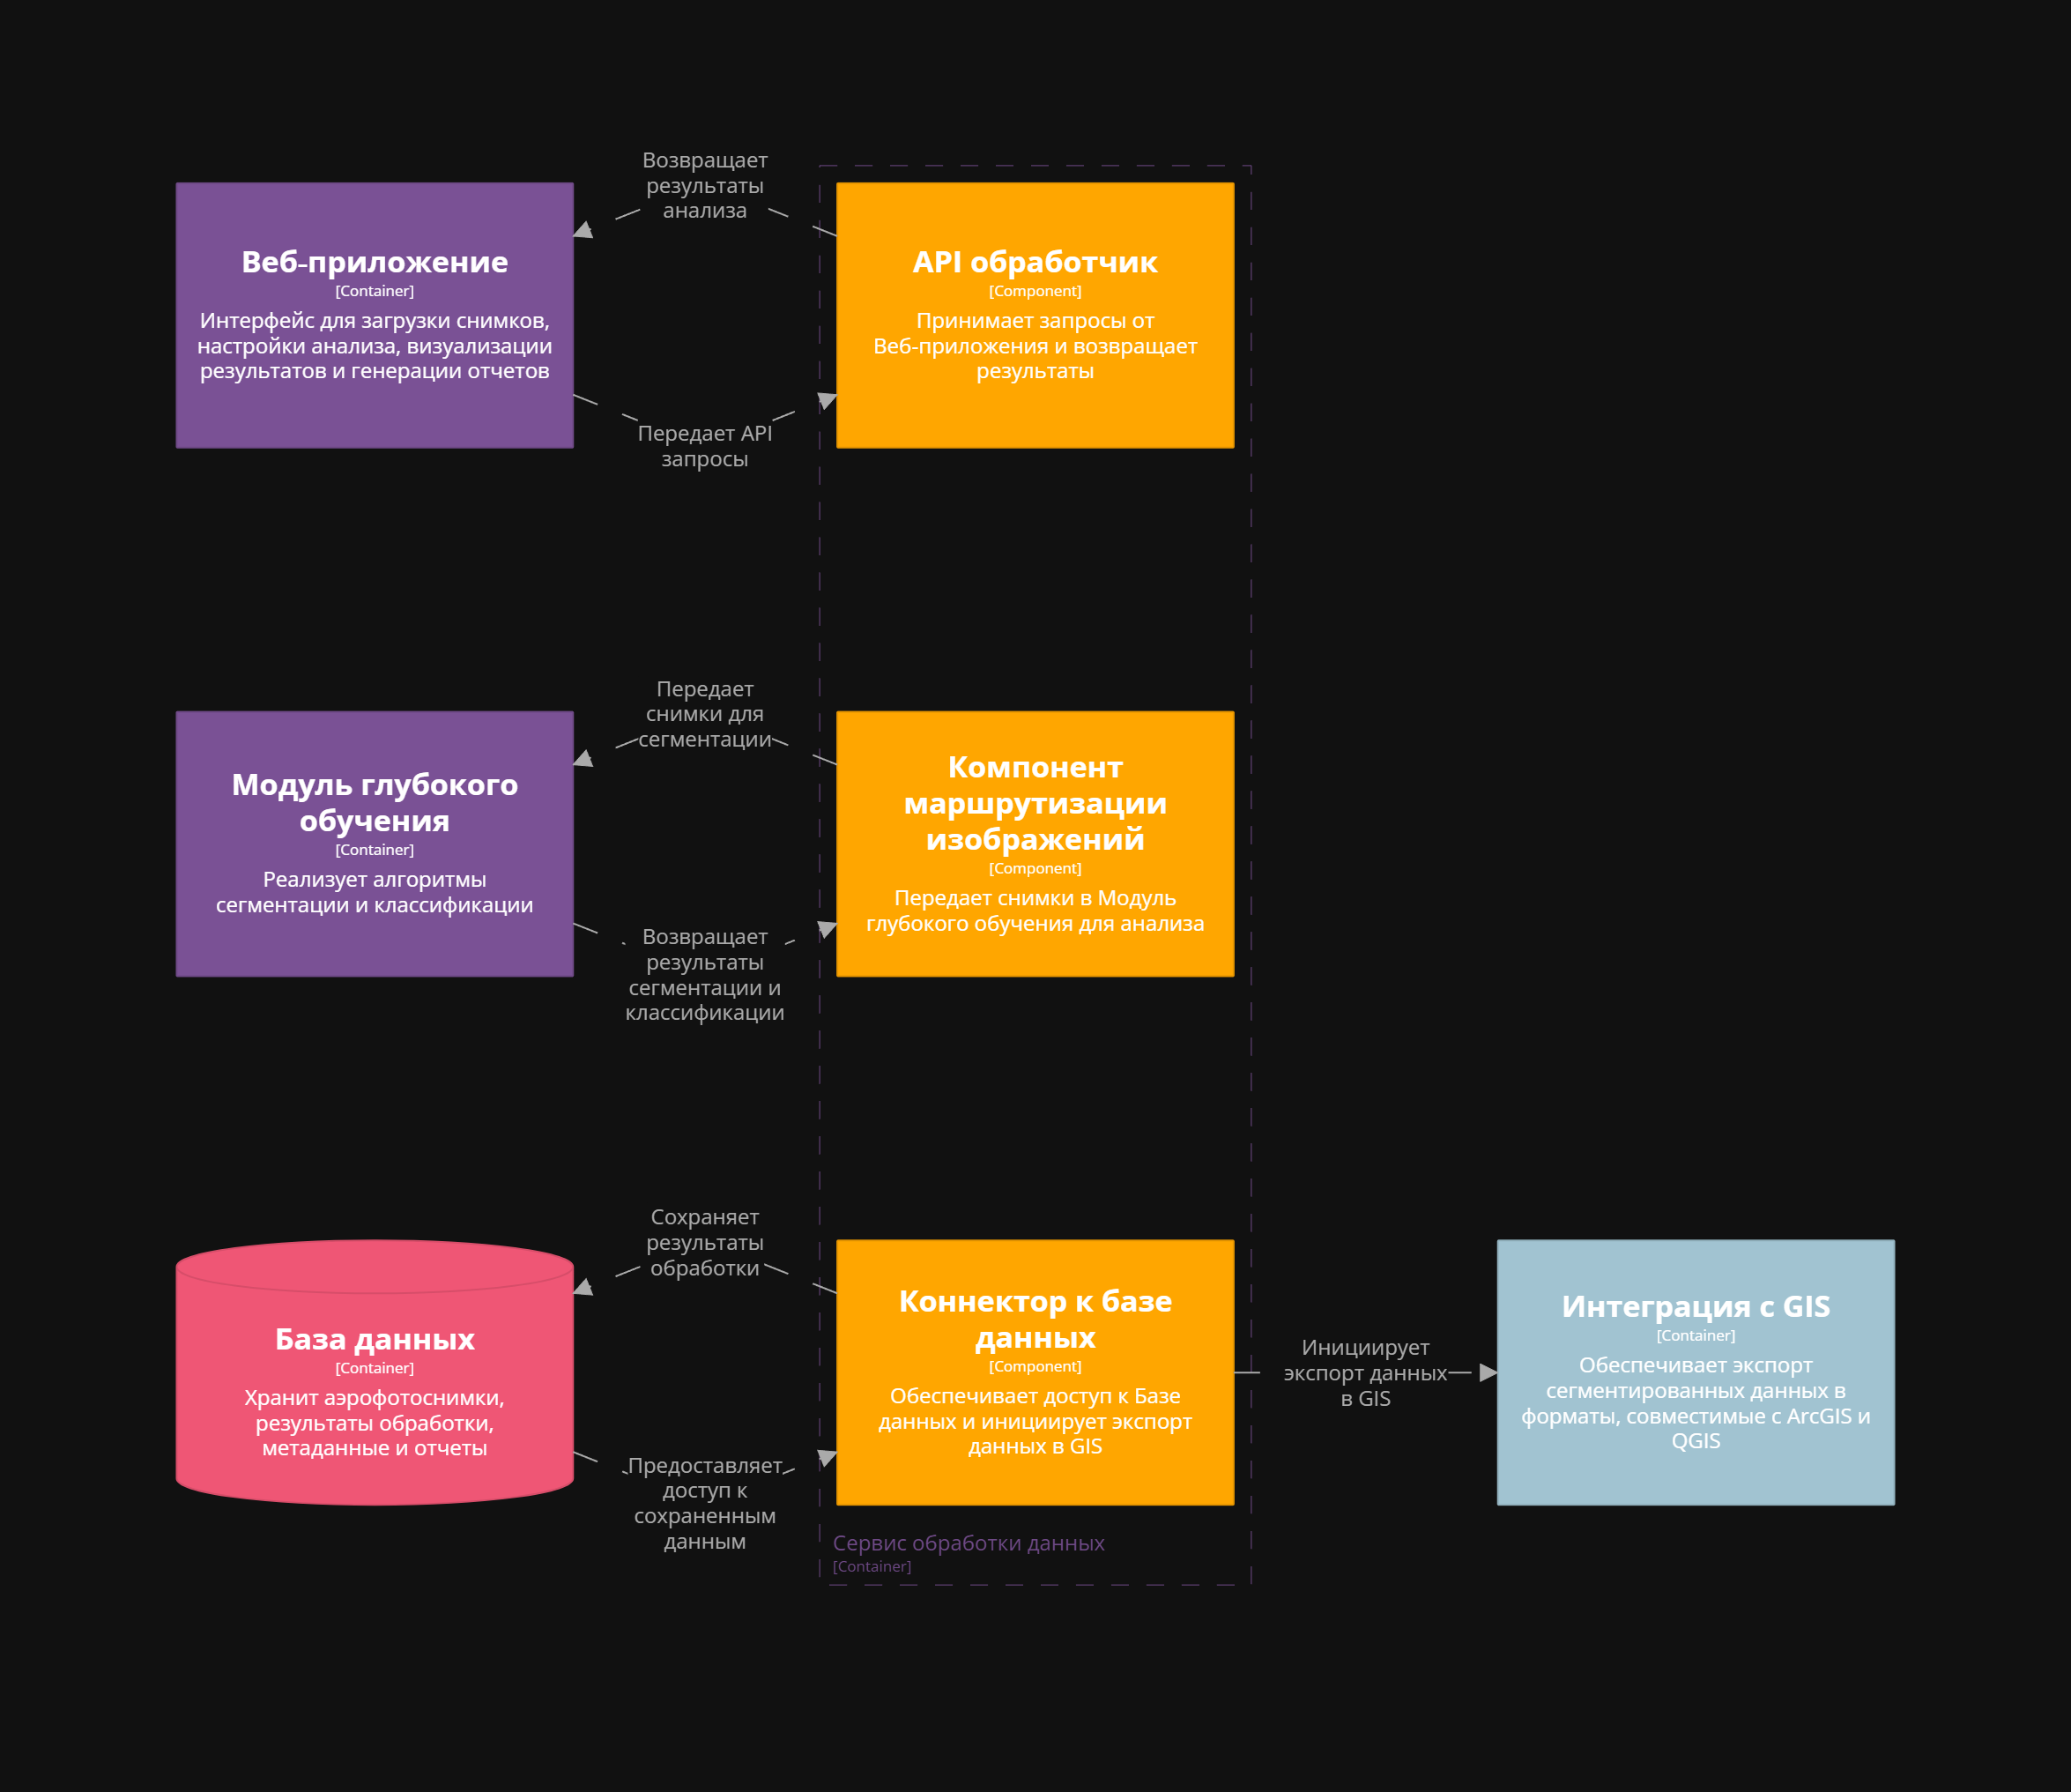 Возвращает
результаты
анализа
Веб-приложение
[Container]
Интерфейс для загрузки снимков,
настройки анализа, визуализации
результатов и генерации отчетов
API обработчик
[Component]
Принимает запросы от
Веб-приложения и возвращает
результаты
Передает API
запросы
Передает
снимки для
сегментации
Модуль глубокого
обучения
[Container]
Реализует алгоритмы
сегментации и классификации
Компонент
маршрутизации
изображений
[Component]
Передает снимки в Модуль
глубокого обучения для анализа
Возвращает
результаты
сегментации и
классификации
Сохраняет
результаты
обработки
База данных
[Container]
Хранит аэрофотоснимки,
результаты обработки,
метаданные и отчеты
Коннектор к базе
данных
[Component]
Обеспечивает доступ к Базе
данных и инициирует экспорт
данных в GIS
Инициирует
экспорт данных
в GIS
Интеграция с GIS
[Container]
Обеспечивает экспорт
сегментированных данных в
форматы, совместимые с ArcGIS и
QGIS
Предоставляет
доступ к
сохраненным
данным
Сервис обработки данных
[Container]